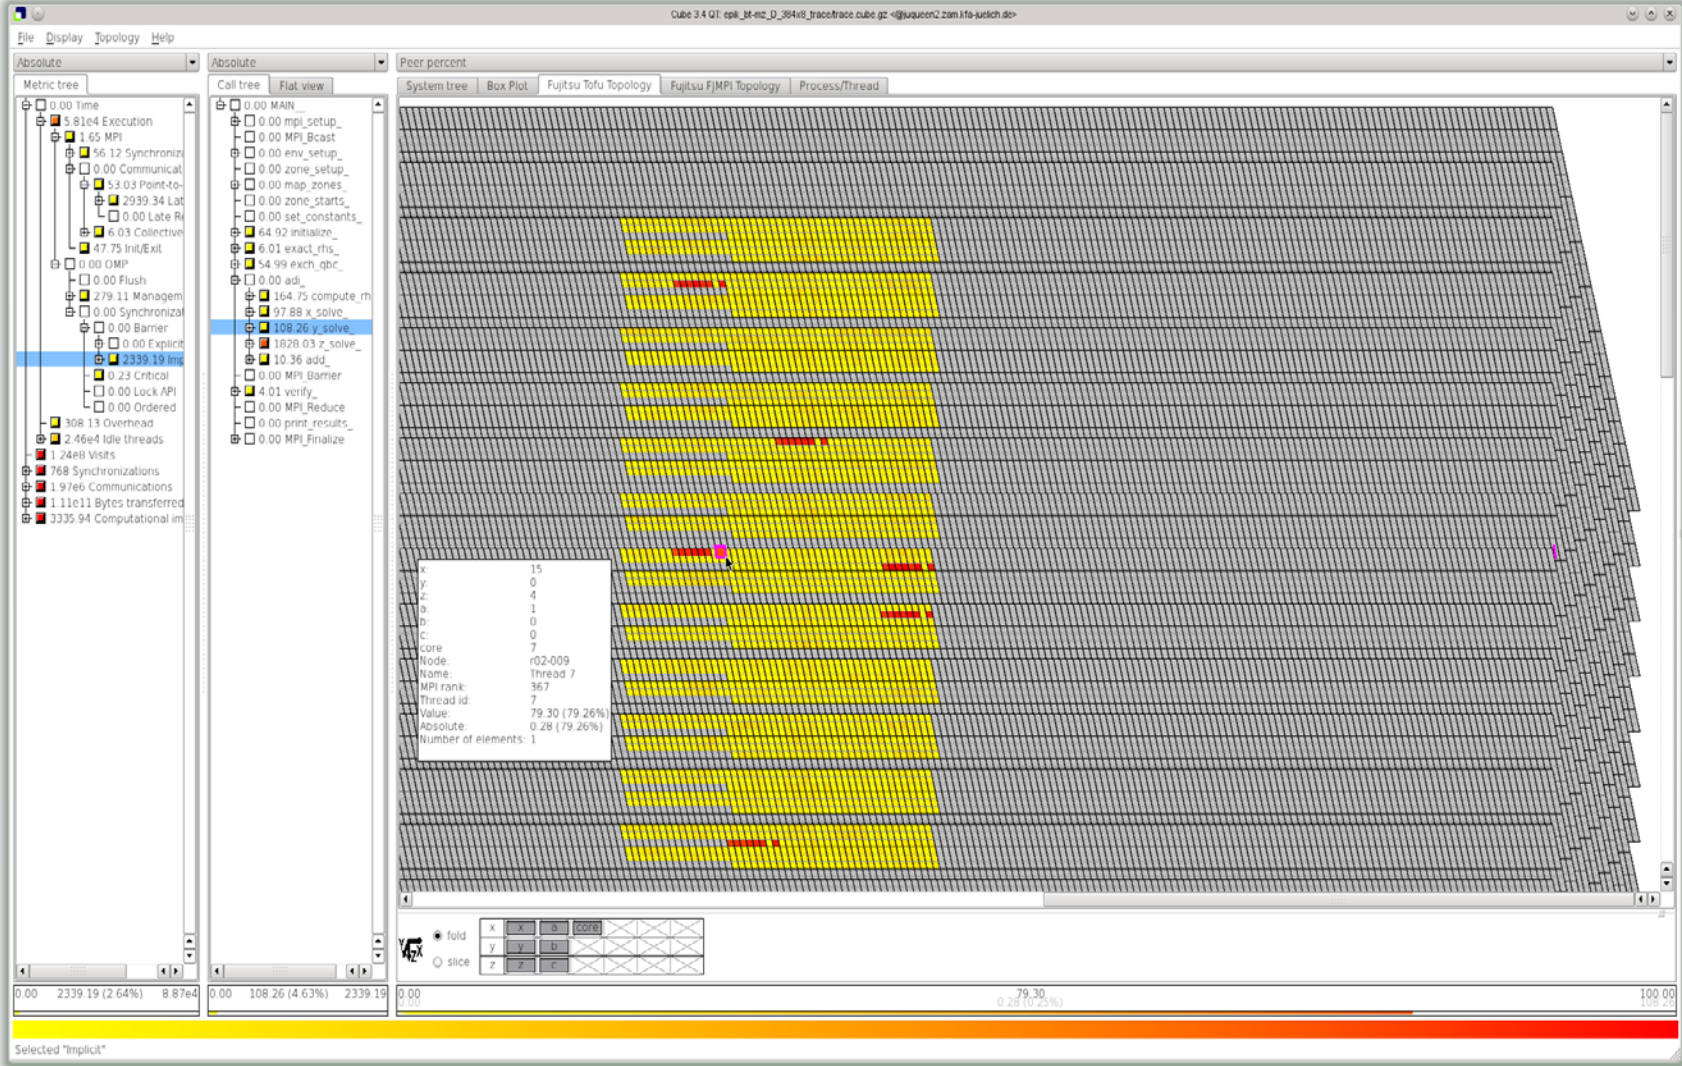 Cube 3.4 QT: epik_bt-mz_D_384x8_trace/trace.cube.gz <@juqueen2.zam.kfa-juelich.de>
File Display Topology Help
Absolute
Metric tree
0.00 Time
5.81e4 Execution
1.65 MPI
56.12 Synchroniz
0.00 Communicat
53.03 Point-to-
2939.34 Lat
0.00 Late R
6.03 Collective
47.75 Init/Exit
0.00 OMP
0.00 Flush
279.11 Managem
0.00 Synchronizat
0.00 Barrier
0.00 Explicit
2339.19 Imp
0.23 Critical
0.00 Lock API
0.00 Ordered
308.13 Overhead
2.46e4 Idle threads
1.24e8 Visits
768 Synchronizations
1.97e6 Communications
1.11e11 Bytes transferred
3335.94 Computational im
Absolute
Call tree Flat view
0.00 MAIN__
0.00 mpi_setup_
0.00 MPI_Bcast
0.00 env_setup_
0.00 zone_setup_
0.00 map_zones_
0.00 zone_starts_
0.00 set_constants_
64.92 initialize_
6.01 exact_rhs_
54.99 exch_qbc_
0.00 adi_
164.75 compute_rh
97.88 x_solve_
108.26 y_solve_
1828.03 z_solve_
10.36 add_
0.00 MPI_Barrier
4.01 verify_
0.00 MPI_Reduce
0.00 print_results_
0.00 MPI_Finalize
Peer percent
System tree Box Plot Fujitsu Tofu Topology Fujitsu FJMPI Topology Process/Thread
x: 15
y: 0
z: 4
a: 1
b: 0
c: 0
core 7
Node: r02-009
Name: Thread 7
MPI rank: 367
Thread id: 7
Value: 79.30 (79.26%)
Absolute: 0.28 (79.26%)
Number of elements: 1
fold
slice
x x a core
y y b
z z c
0.00 2339.19 (2.64%) 8.87e4
0.00 108.26 (4.63%) 2339.19
0.00 79.30 100.00
0.00 0.28 (0.25%) 108.26
Selected "Implicit"